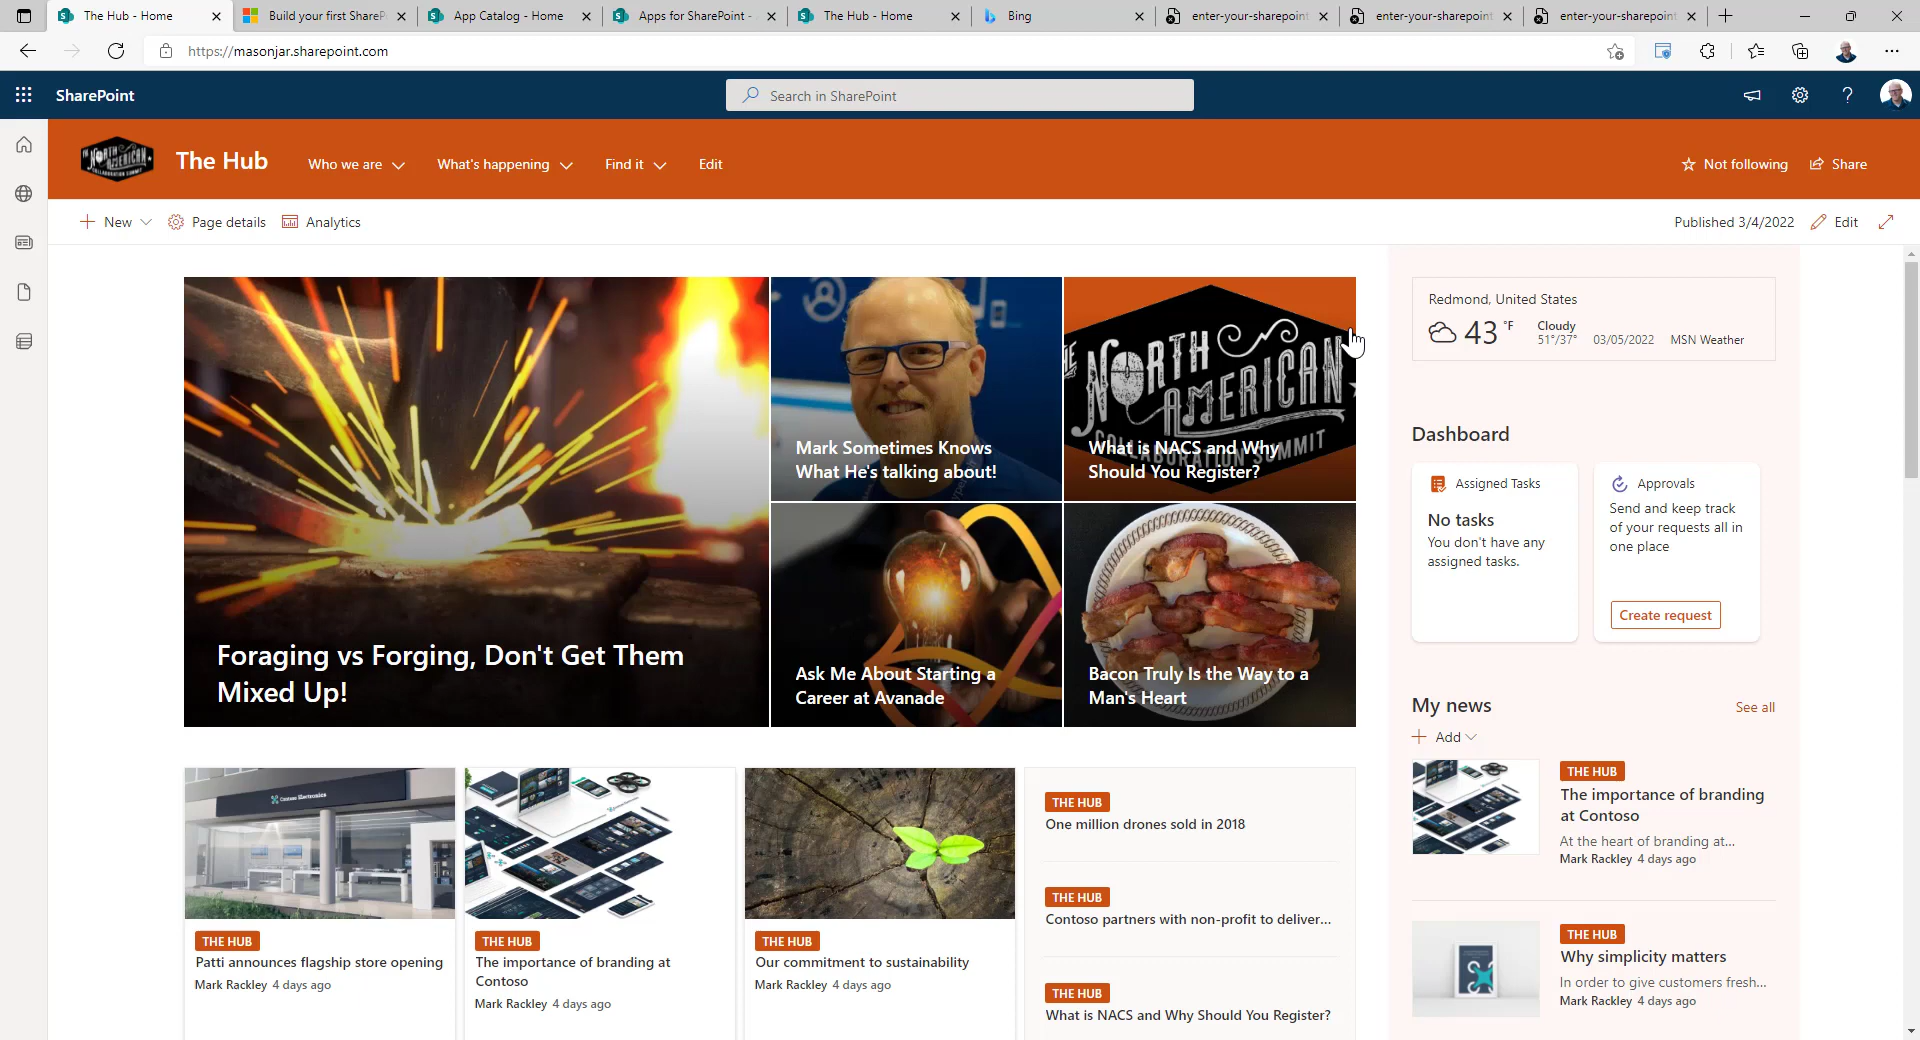 The Hub - Home
Build your first ShareP
App Catalog - Home
Apps for SharePoint -
The Hub - Home
Bing
enter-your-sharepoint
enter-your-sharepoint
enter-your-sharepoint
https://masonjar.sharepoint.com
SharePoint
Search in SharePoint
THE NORTH AMERICAN COLLABORATION SUMMIT
The Hub
Who we are
What's happening
Find it
Edit
Not following
Share
New
Page details
Analytics
Published 3/4/2022
Edit
Foraging vs Forging, Don't Get Them
Mixed Up!
Mark Sometimes Knows
What He's talking about!
THE
NORTH
AMERICAN
COLLABORATION SUMMIT
What is NACS and Why
Should You Register?
Ask Me About Starting a
Career at Avanade
Bacon Truly Is the Way to a
Man's Heart
Redmond, United States
43 °F
Cloudy
51°/37°
03/05/2022
MSN Weather
Dashboard
Assigned Tasks
No tasks
You don't have any
assigned tasks.
Approvals
Send and keep track
of your requests all in
one place
Create request
My news
See all
Add
THE HUB
The importance of branding
at Contoso
At the heart of branding at...
Mark Rackley 4 days ago
THE HUB
Why simplicity matters
In order to give customers fresh...
Mark Rackley 4 days ago
Contoso Electronics
THE HUB
Patti announces flagship store opening
Mark Rackley 4 days ago
THE HUB
The importance of branding at
Contoso
Mark Rackley 4 days ago
THE HUB
Our commitment to sustainability
Mark Rackley 4 days ago
THE HUB
One million drones sold in 2018
THE HUB
Contoso partners with non-profit to deliver...
THE HUB
What is NACS and Why Should You Register?